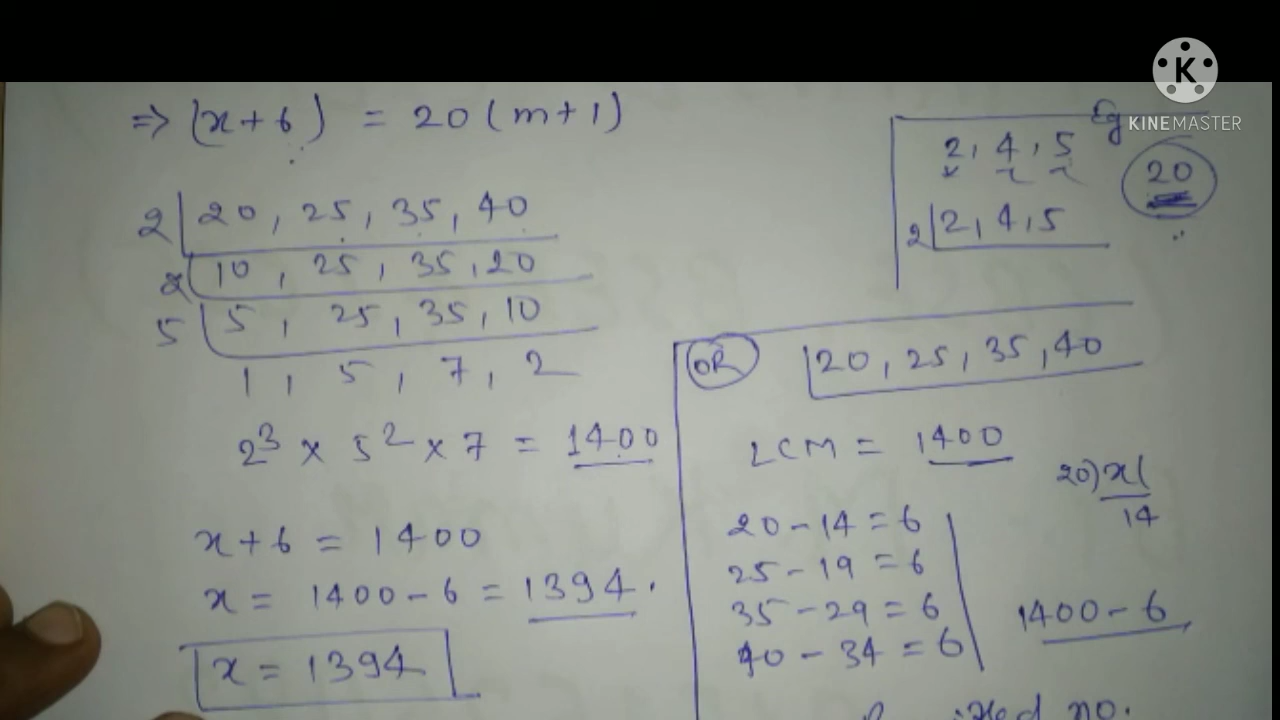 ⇒ (x+6) = 20(m+1)
2 | 20, 25, 35, 40
2 | 10, 25, 35, 20
5 | 5, 25, 35, 10
1, 5, 7, 2
2³ × 5² × 7 = 1400
x+6 = 1400
x = 1400-6 = 1394.
x = 1394
Eg
2, 4, 5
20
2 | 2, 4, 5
OR
20, 25, 35, 40
LCM = 1400
20)x(
14
20-14=6
25-19=6
35-29=6
40-34=6
1400-6
no.
K
KINEMASTER